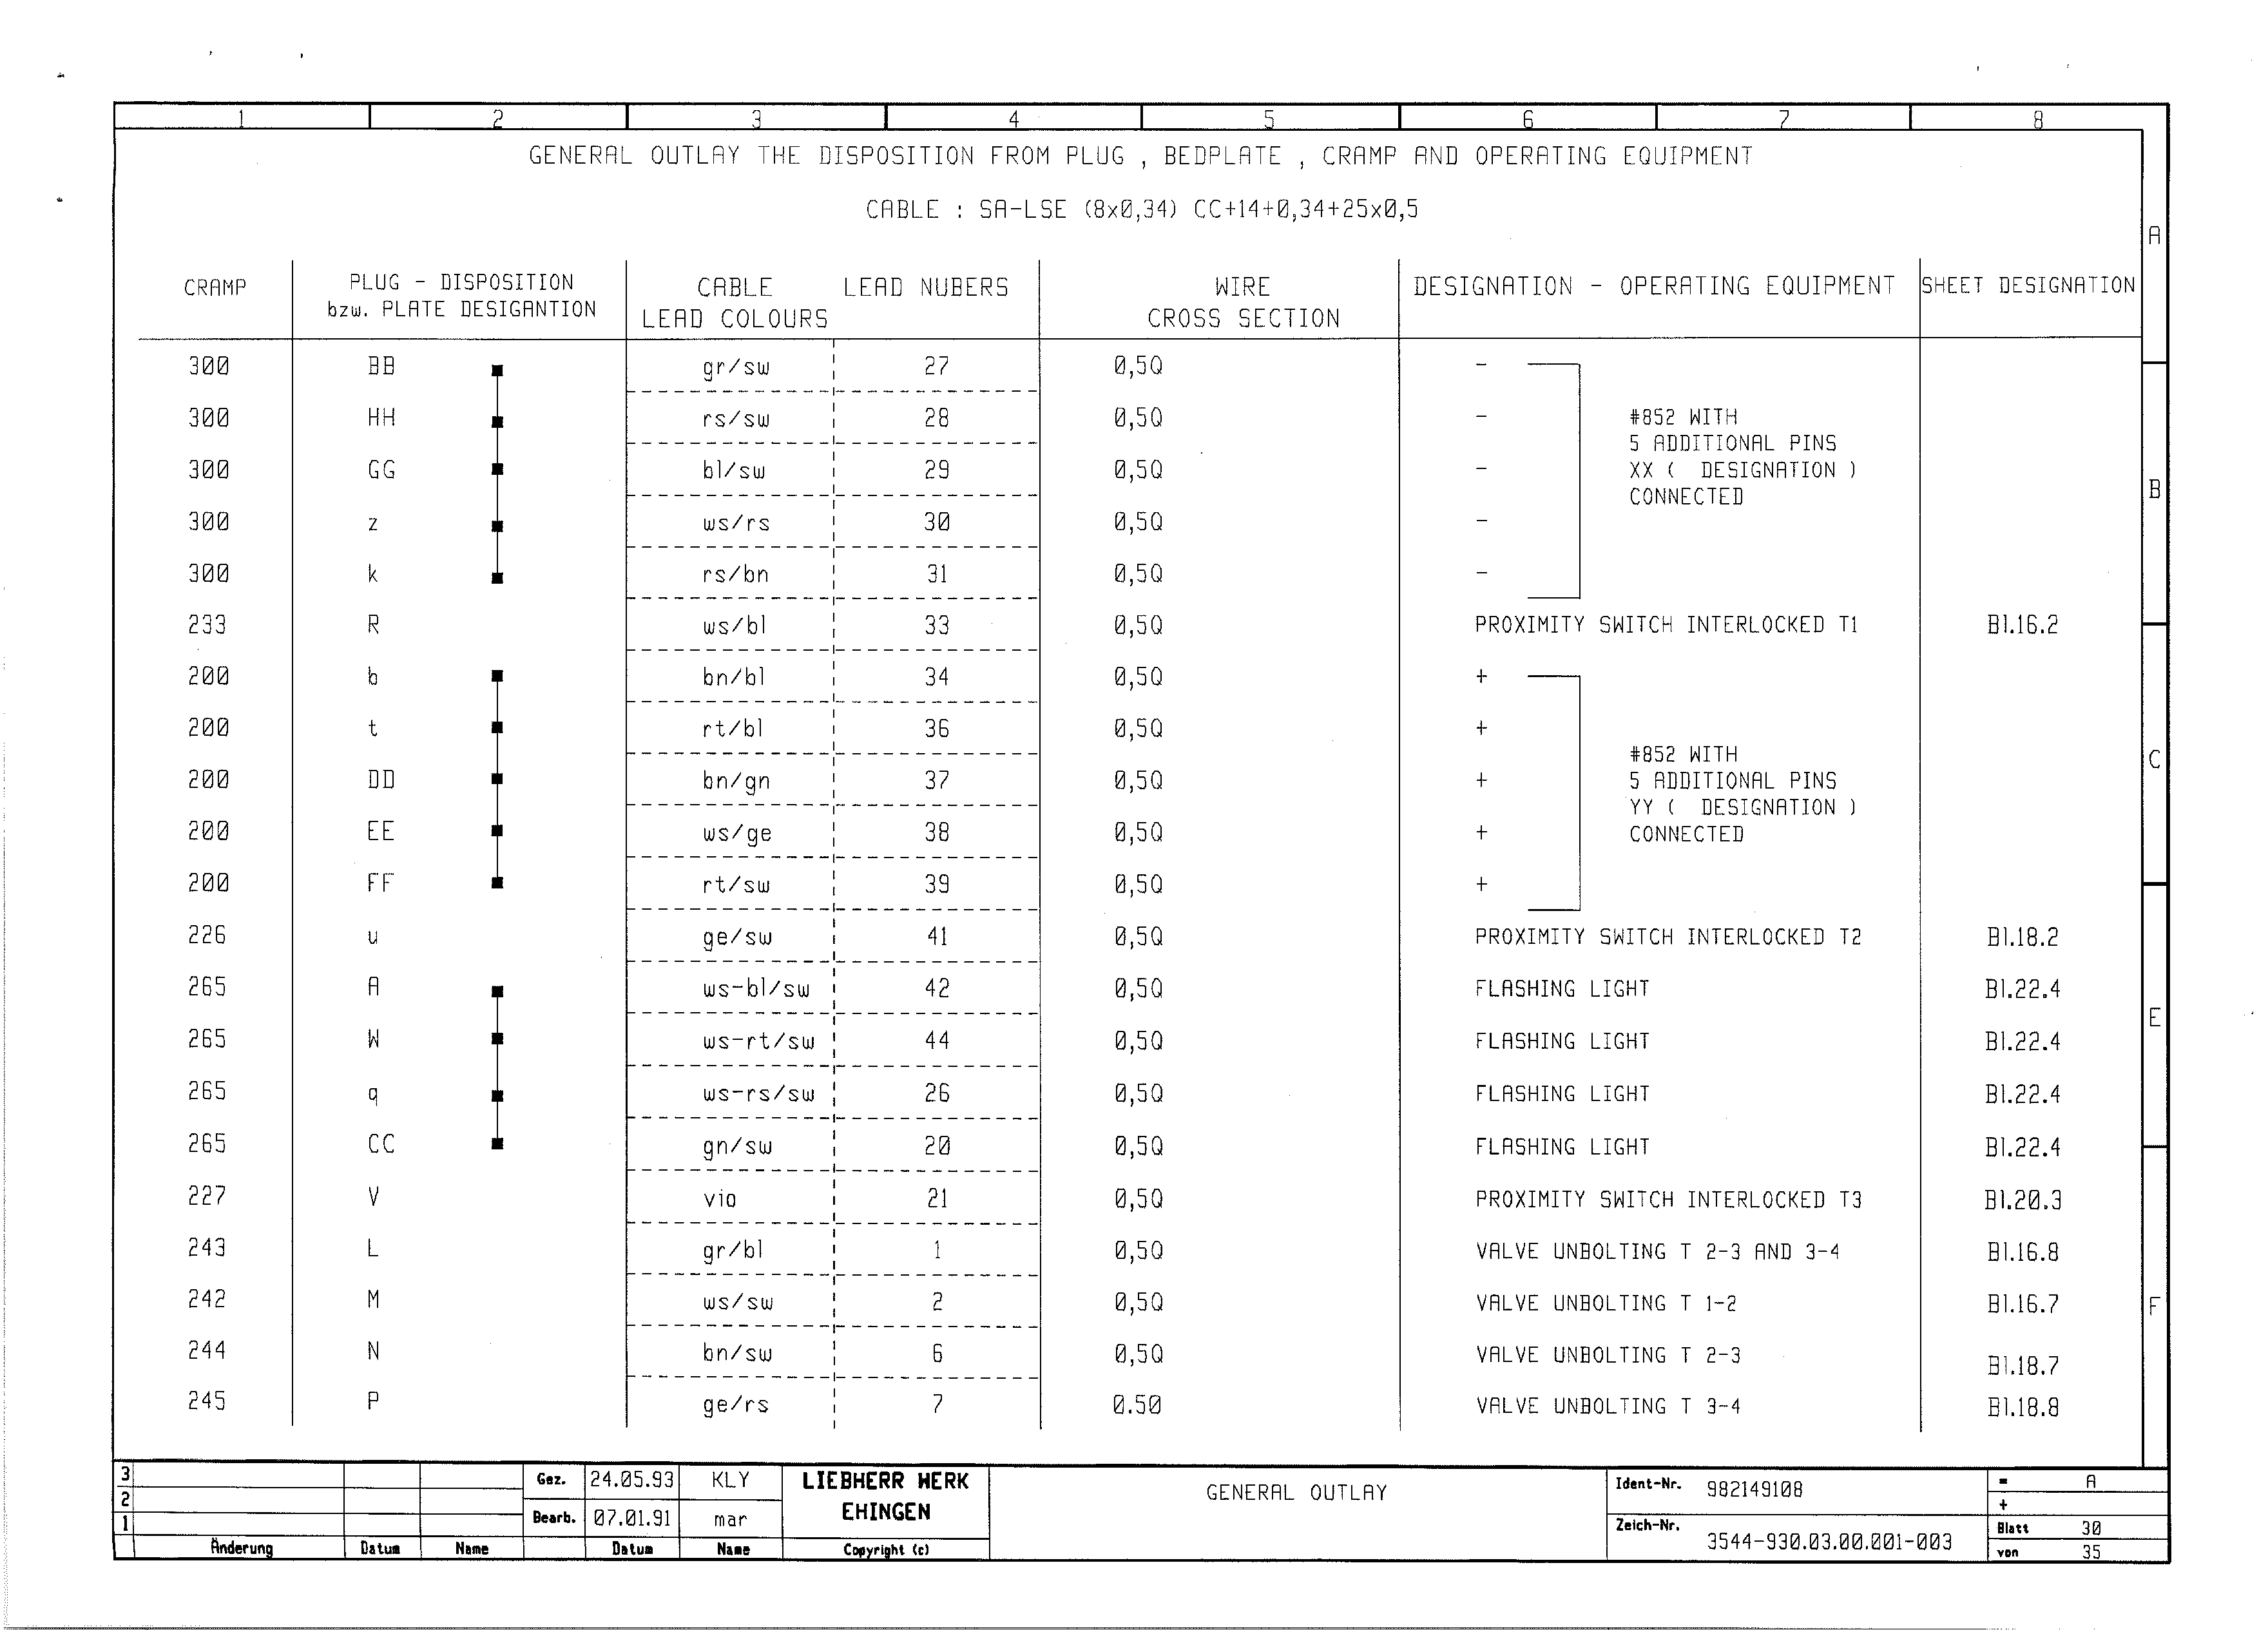 1 2 3 4 5 6 7 8
GENERAL OUTLAY THE DISPOSITION FROM PLUG , BEDPLATE , CRAMP AND OPERATING EQUIPMENT
CABLE : SA-LSE (8x0,34) CC+14+0,34+25x0,5
A
CRAMP PLUG - DISPOSITION CABLE LEAD NUBERS WIRE DESIGNATION - OPERATING EQUIPMENT SHEET DESIGNATION
bzw. PLATE DESIGANTION LEAD COLOURS CROSS SECTION
300 BB gr/sw 27 0,5Q -
300 HH rs/sw 28 0,5Q - #852 WITH
5 ADDITIONAL PINS
300 GG bl/sw 29 0,5Q - XX ( DESIGNATION )
CONNECTED B
300 z ws/rs 30 0,5Q -
300 k rs/bn 31 0,5Q -
233 R ws/bl 33 0,5Q PROXIMITY SWITCH INTERLOCKED T1 Bl.16.2
200 b bn/bl 34 0,5Q +
200 t rt/bl 36 0,5Q +
#852 WITH C
200 DD bn/gn 37 0,5Q + 5 ADDITIONAL PINS
YY ( DESIGNATION )
200 EE ws/ge 38 0,5Q + CONNECTED
200 FF rt/sw 39 0,5Q +
226 u ge/sw 41 0,5Q PROXIMITY SWITCH INTERLOCKED T2 Bl.18.2
265 A ws-bl/sw 42 0,5Q FLASHING LIGHT Bl.22.4
E
265 W ws-rt/sw 44 0,5Q FLASHING LIGHT Bl.22.4
265 q ws-rs/sw 26 0,5Q FLASHING LIGHT Bl.22.4
265 CC gn/sw 20 0,5Q FLASHING LIGHT Bl.22.4
227 V vio 21 0,5Q PROXIMITY SWITCH INTERLOCKED T3 Bl.20.3
243 L gr/bl 1 0,5Q VALVE UNBOLTING T 2-3 AND 3-4 Bl.16.8
242 M ws/sw 2 0,5Q VALVE UNBOLTING T 1-2 Bl.16.7 F
244 N bn/sw 6 0,5Q VALVE UNBOLTING T 2-3 Bl.18.7
245 P ge/rs 7 0.50 VALVE UNBOLTING T 3-4 Bl.18.8
3 Gez. 24.05.93 KLY LIEBHERR WERK GENERAL OUTLAY Ident-Nr. 982149108 = A
2 EHINGEN +
1 Bearb. 07.01.91 mar Zeich-Nr. 3544-930.03.00.001-003 Blatt 30
Änderung Datum Name Datum Name Copyright (c) von 35